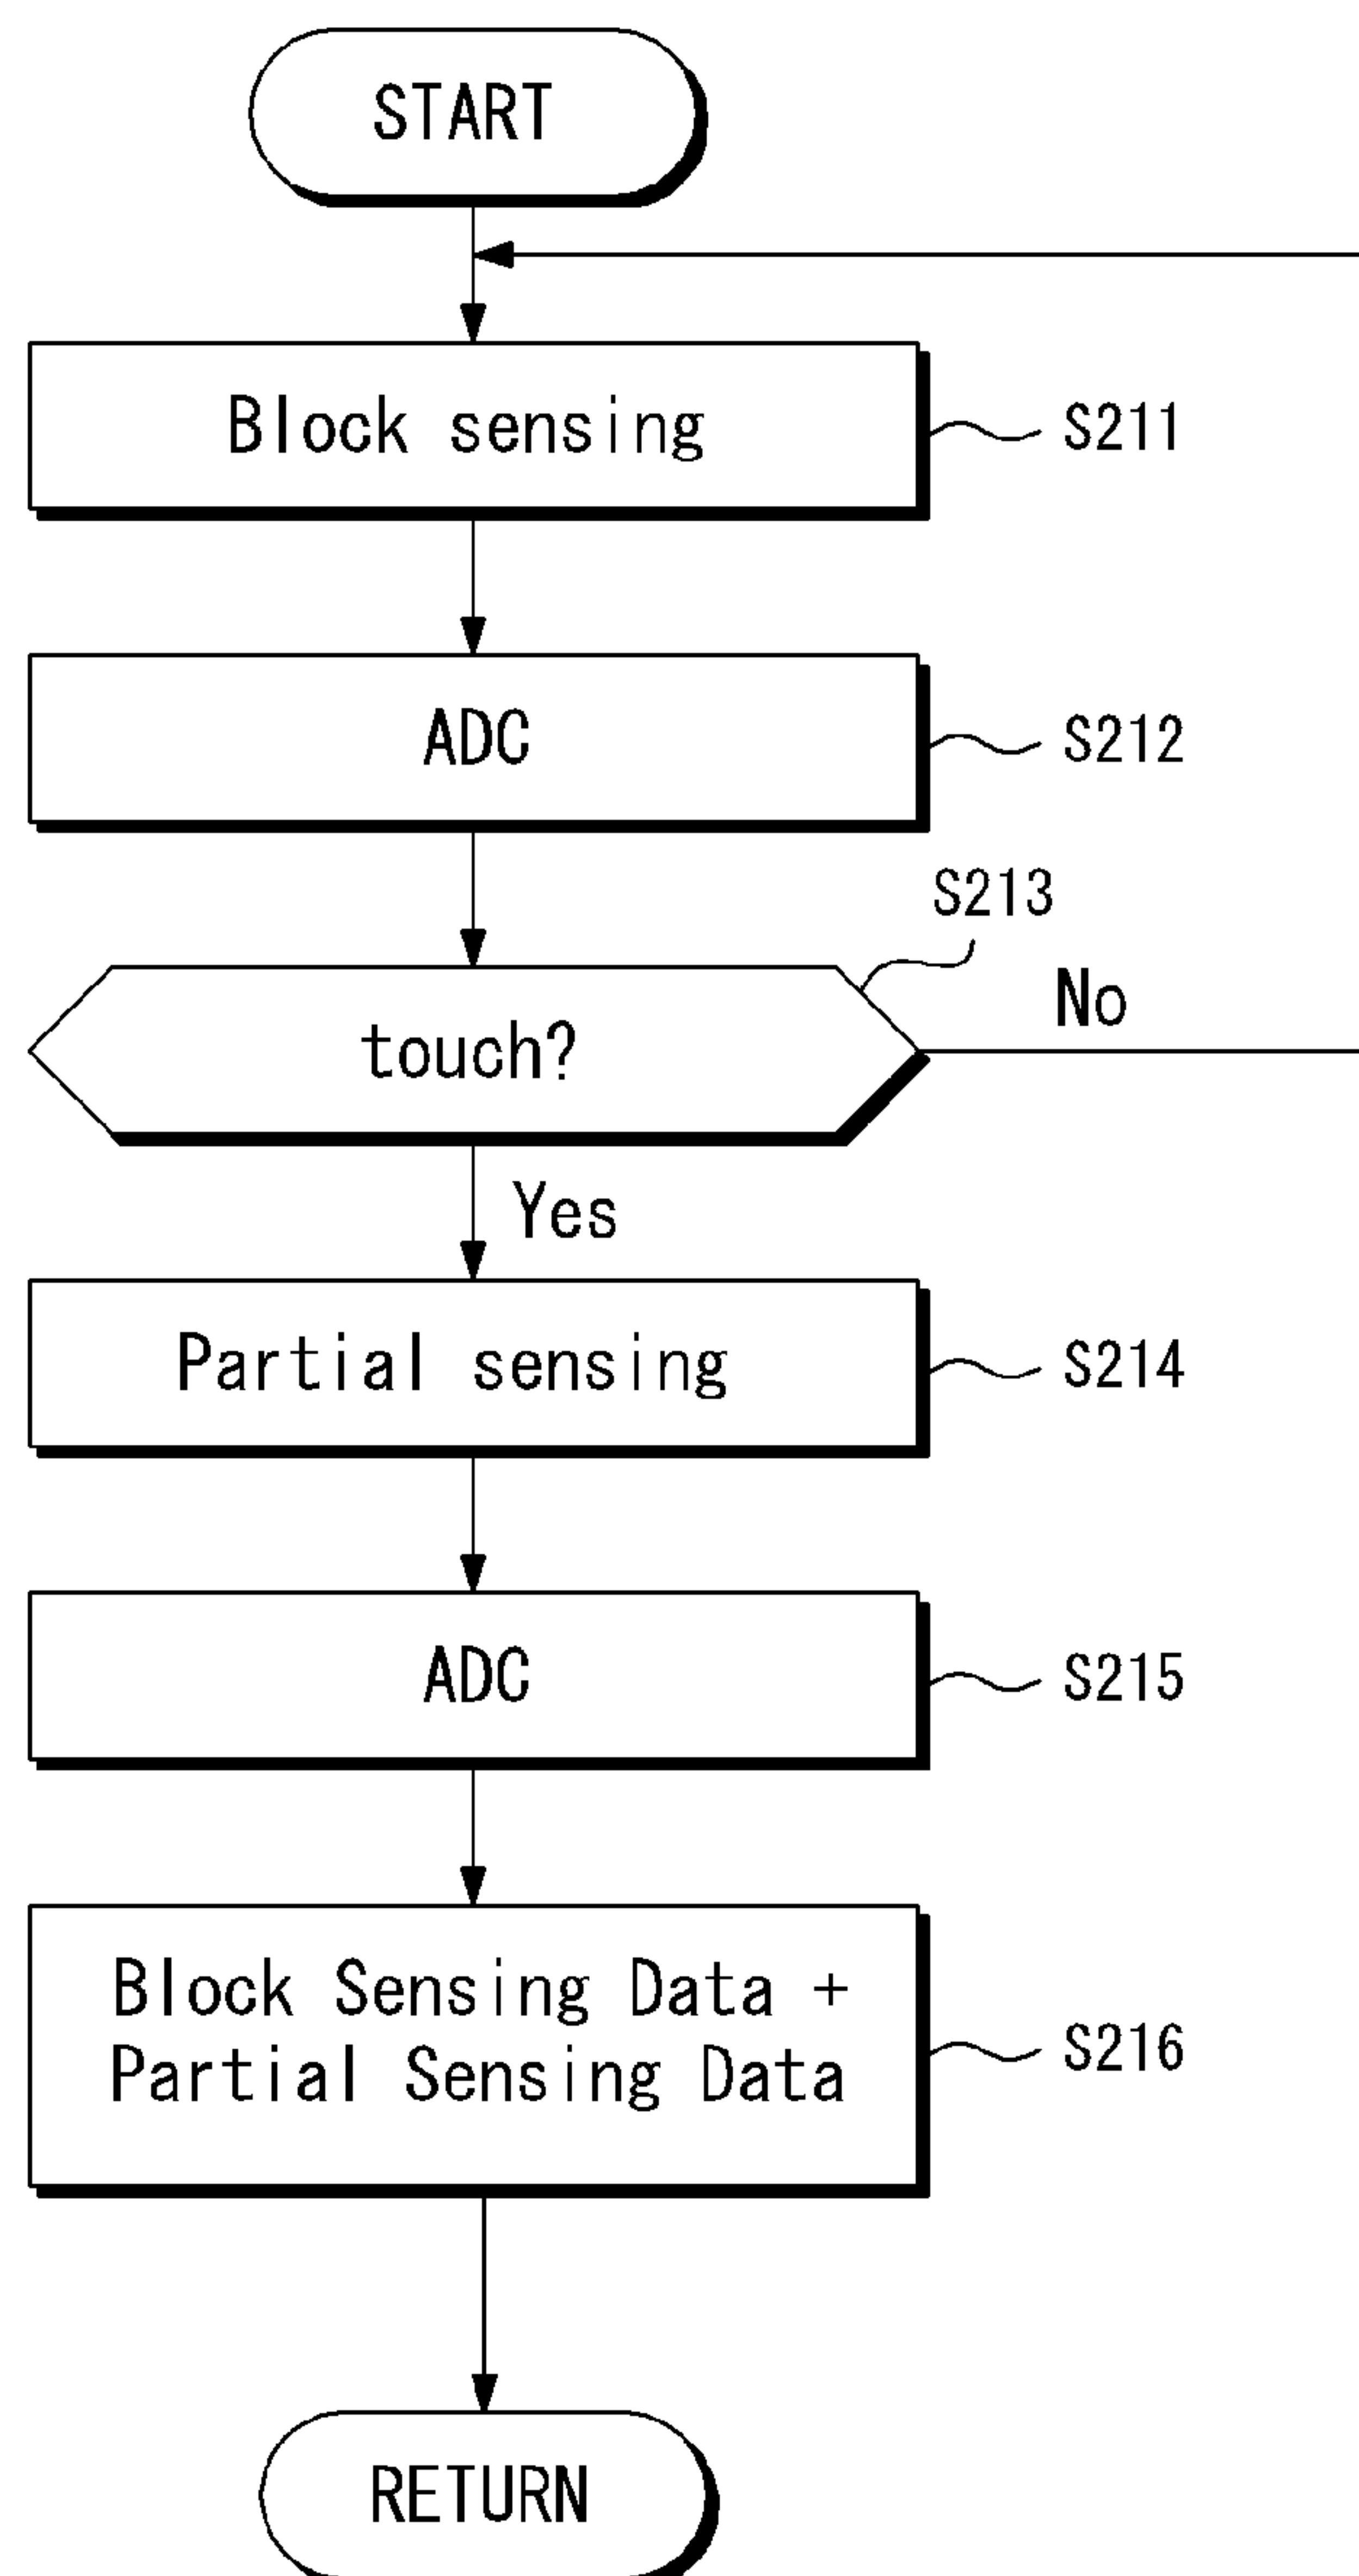 START
Block sensing
S211
ADC
S212
S213
touch?
No
Yes
Partial sensing
S214
ADC
S215
Block Sensing Data +
Partial Sensing Data
S216
RETURN